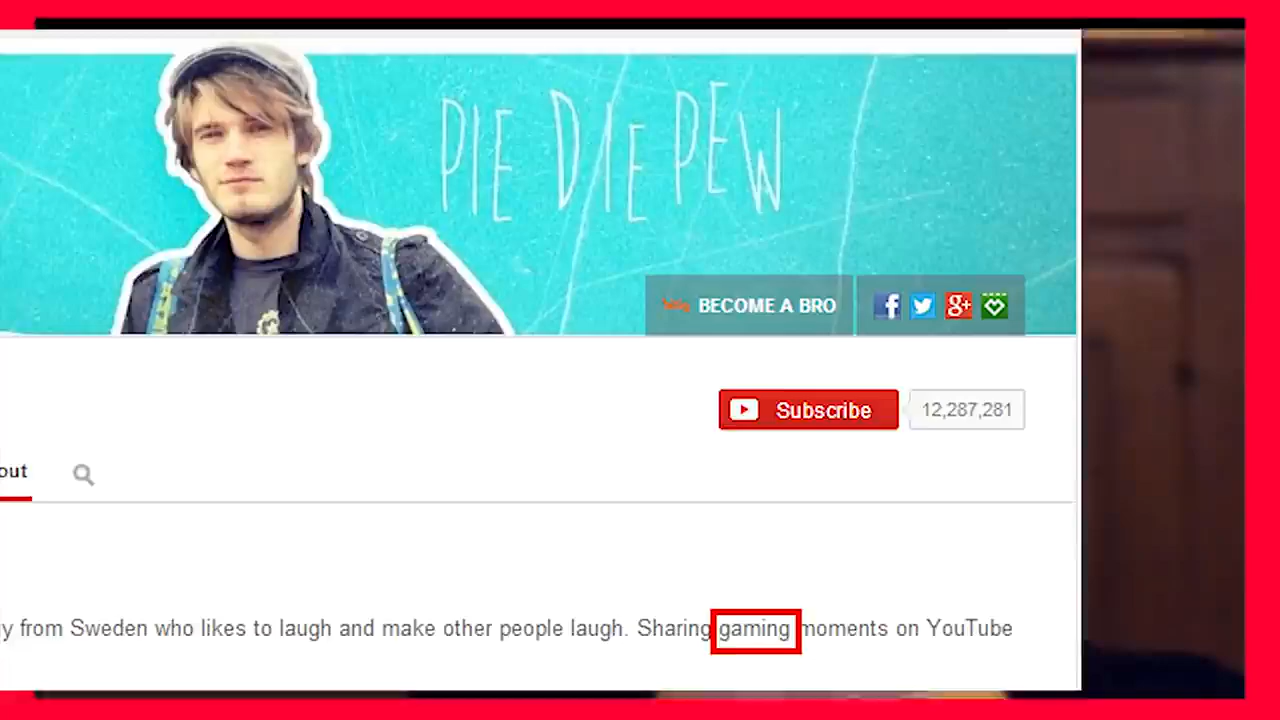 PIE DIE PEW
BECOME A BRO
Subscribe 12,287,281
out
y from Sweden who likes to laugh and make other people laugh. Sharing gaming moments on YouTube